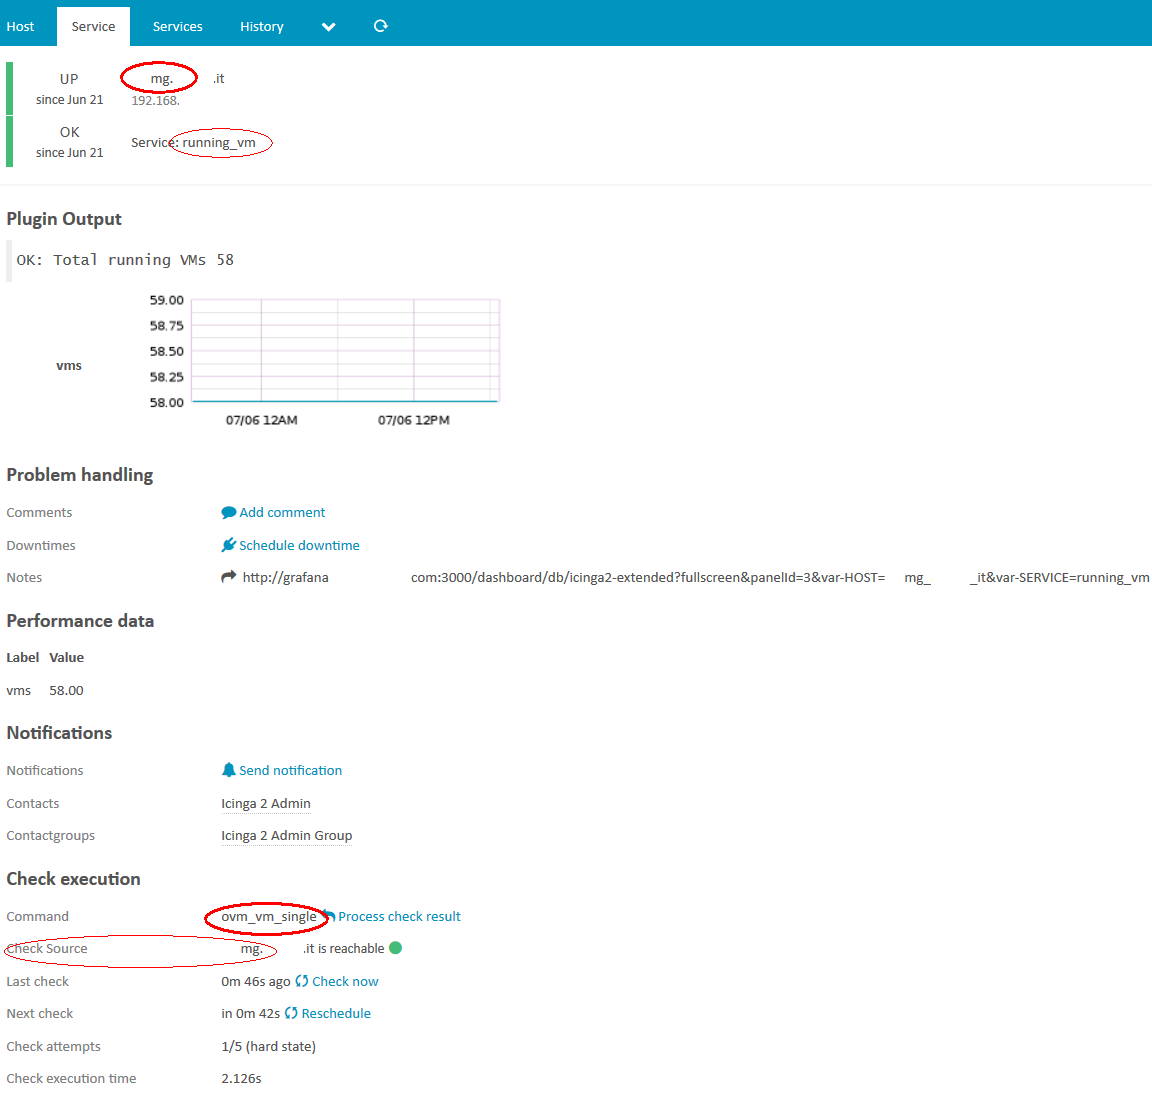 Host Service Services History
UP mg. .it
since Jun 21 192.168.
OK
Service: running_vm
since Jun 21
Plugin Output
OK: Total running VMs 58
59.00
58.75
58.50
vms
58.25
58.00
07/06 12AM 07/06 12PM
Problem handling
Comments Add comment
Downtimes Schedule downtime
Notes http://grafana com:3000/dashboard/db/icinga2-extended?fullscreen&panelId=3&var-HOST= mg_ _it&var-SERVICE=running_vm
Performance data
Label Value
vms 58.00
Notifications
Notifications Send notification
Contacts Icinga 2 Admin
Contactgroups Icinga 2 Admin Group
Check execution
Command ovm_vm_single Process check result
Check Source mg. .it is reachable
Last check 0m 46s ago Check now
Next check in 0m 42s Reschedule
Check attempts 1/5 (hard state)
Check execution time 2.126s